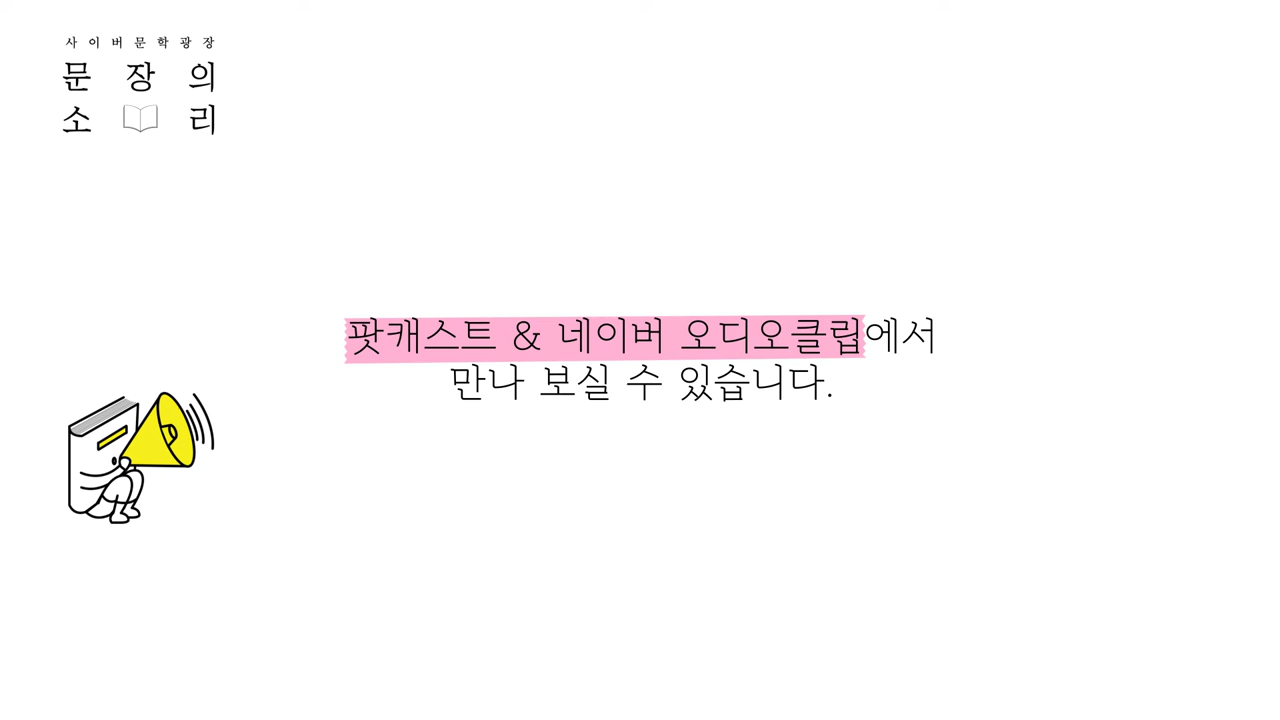 사이버문학광장
문장의
소리
팟캐스트 & 네이버 오디오클립에서
만나 보실 수 있습니다.